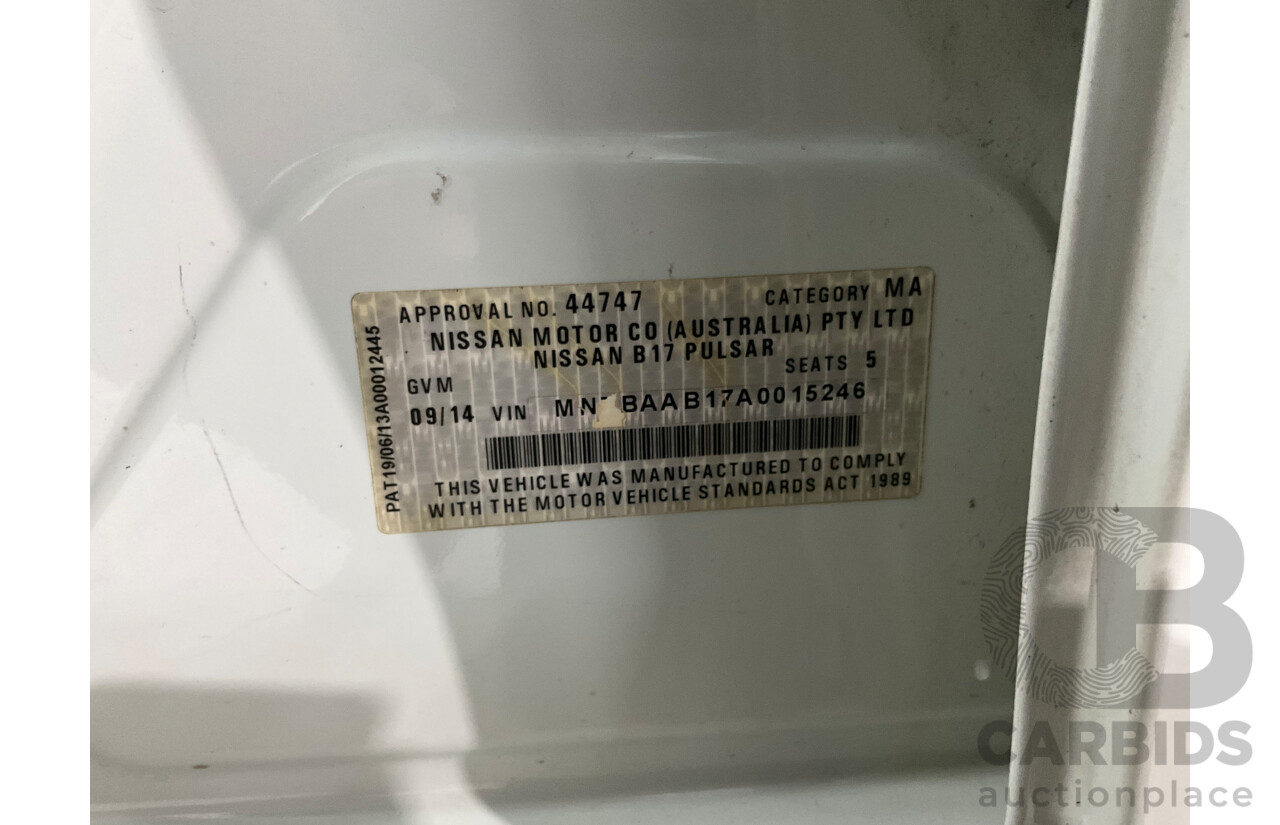 APPROVAL NO. 44747 CATEGORY MA
NISSAN MOTOR CO (AUSTRALIA) PTY LTD
NISSAN B17 PULSAR
GVM SEATS 5
09/14 VIN
THIS VEHICLE WAS MANUFACTURED TO COMPLY
WITH THE MOTOR VEHICLE STANDARDS ACT 1989
PAT19/06/13A00012445
CB
CARBIDS
auctionplace